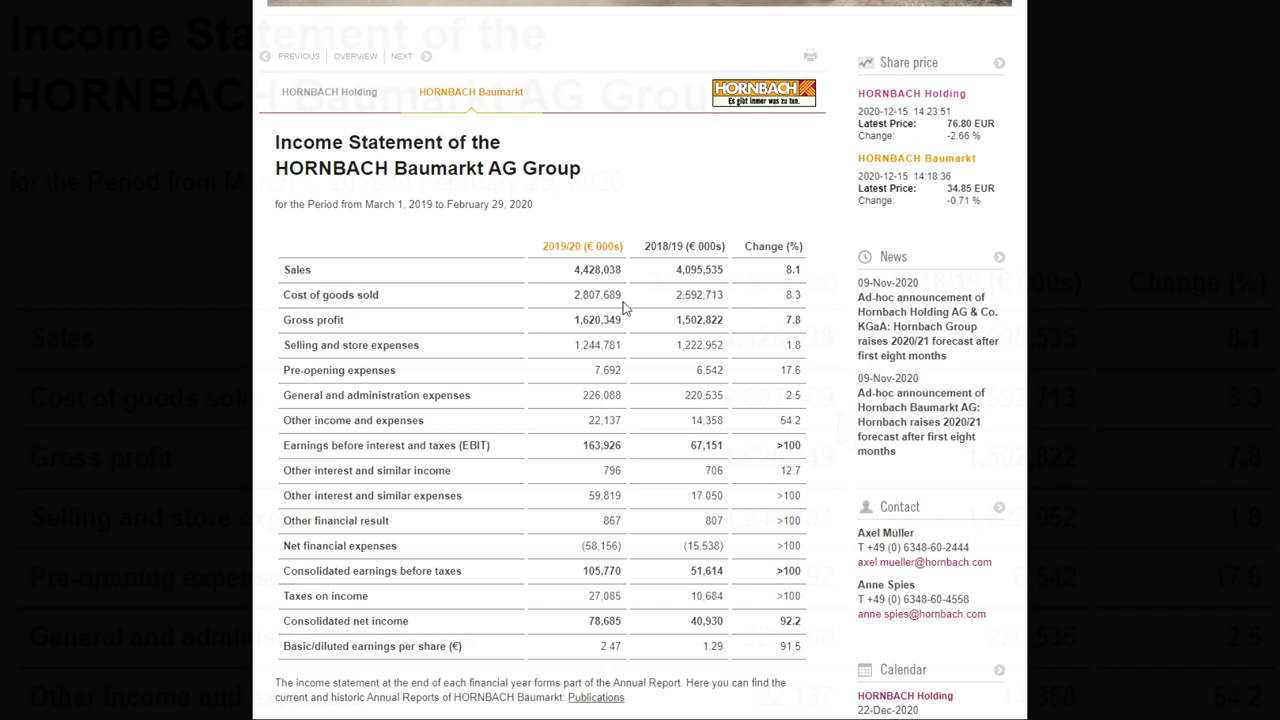 PREVIOUS OVERVIEW NEXT
HORNBACH Holding HORNBACH Baumarkt
HORNBACH
Es gibt immer was zu tun.
Income Statement of the
HORNBACH Baumarkt AG Group
for the Period from March 1, 2019 to February 29, 2020
2019/20 (€ 000s) 2018/19 (€ 000s) Change (%)
Sales 4,428,038 4,095,535 8.1
Cost of goods sold 2,807,689 2,592,713 8.3
Gross profit 1,620,349 1,502,822 7.8
Selling and store expenses 1,244,781 1,222,952 1.8
Pre-opening expenses 7,692 6,542 17.6
General and administration expenses 226,088 220,535 2.5
Other income and expenses 22,137 14,358 54.2
Earnings before interest and taxes (EBIT) 163,926 67,151 >100
Other interest and similar income 796 706 12.7
Other interest and similar expenses 59,819 17.050 >100
Other financial result 867 807 >100
Net financial expenses (58,156) (15,538) >100
Consolidated earnings before taxes 105,770 51,614 >100
Taxes on income 27,085 10,684 >100
Consolidated net income 78,685 40,930 92.2
Basic/diluted earnings per share (€) 2.47 1.29 91.5
The income statement at the end of each financial year forms part of the Annual Report. Here you can find the
current and historic Annual Reports of HORNBACH Baumarkt: Publications
Share price
HORNBACH Holding
2020-12-15 14:23:51
Latest Price: 76.80 EUR
Change: -2.66 %
HORNBACH Baumarkt
2020-12-15 14:18:36
Latest Price: 34.85 EUR
Change: -0.71 %
News
09-Nov-2020
Ad-hoc announcement of
Hornbach Holding AG & Co.
KGaA: Hornbach Group
raises 2020/21 forecast after
first eight months
09-Nov-2020
Ad-hoc announcement of
Hornbach Baumarkt AG:
Hornbach raises 2020/21
forecast after first eight
months
Contact
Axel Müller
T +49 (0) 6348-60-2444
axel.mueller@hornbach.com
Anne Spies
T +49 (0) 6348-60-4558
anne.spies@hornbach.com
Calendar
HORNBACH Holding
22-Dec-2020